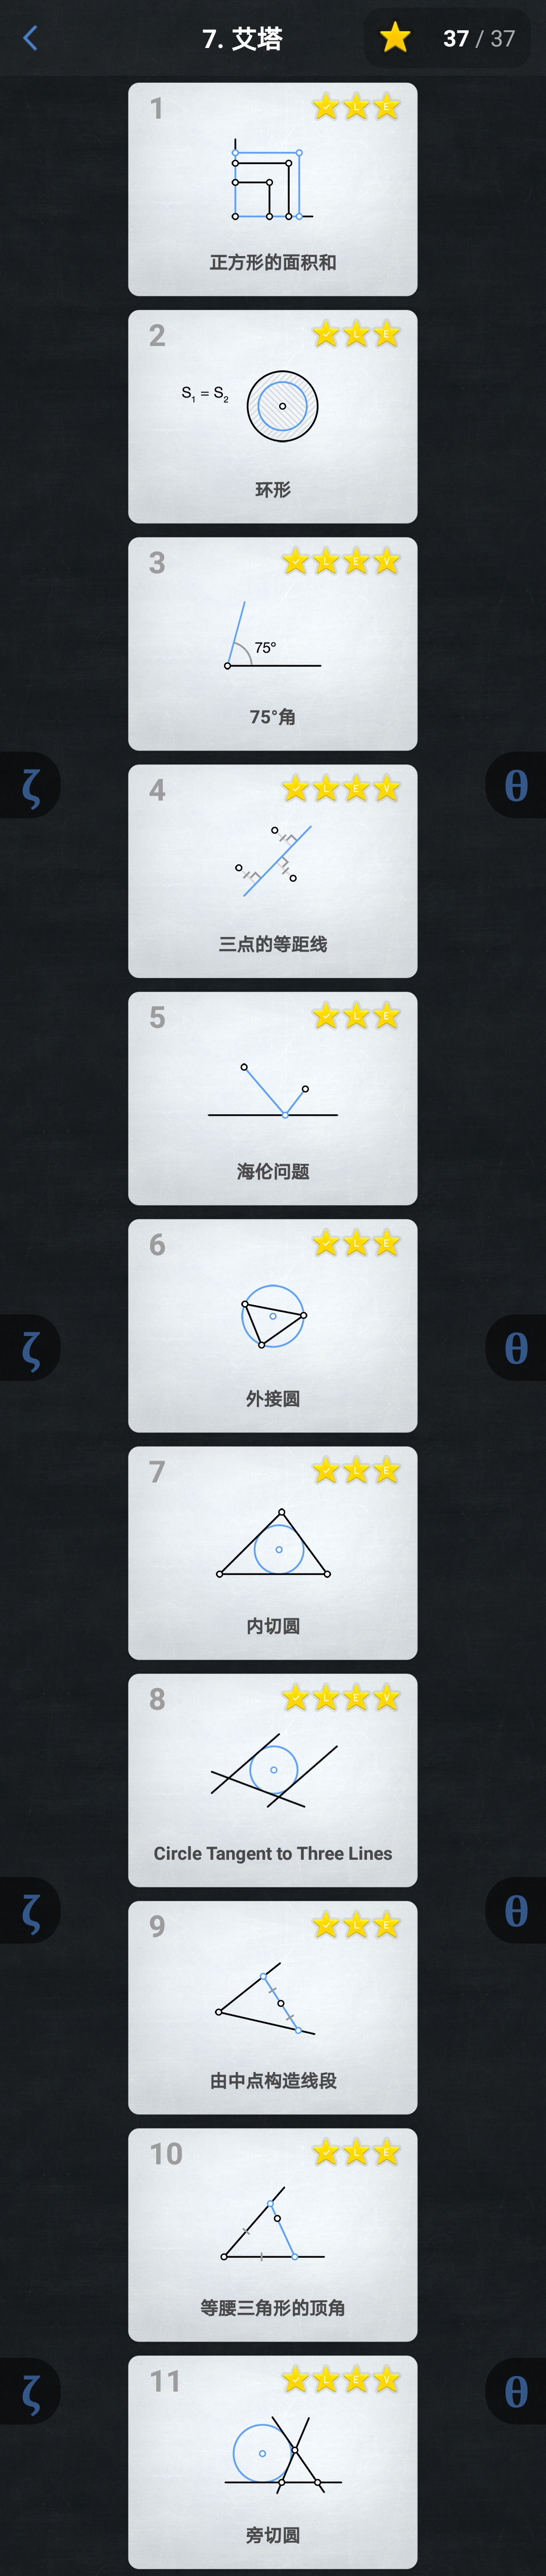 7. 艾塔
37 / 37
1
正方形的面积和
2
S₁ = S₂
环形
3
75°
75°角
4
三点的等距线
5
海伦问题
6
外接圆
7
内切圆
8
Circle Tangent to Three Lines
9
由中点构造线段
10
等腰三角形的顶角
11
旁切圆
ζ
θ
ζ
θ
ζ
θ
ζ
θ